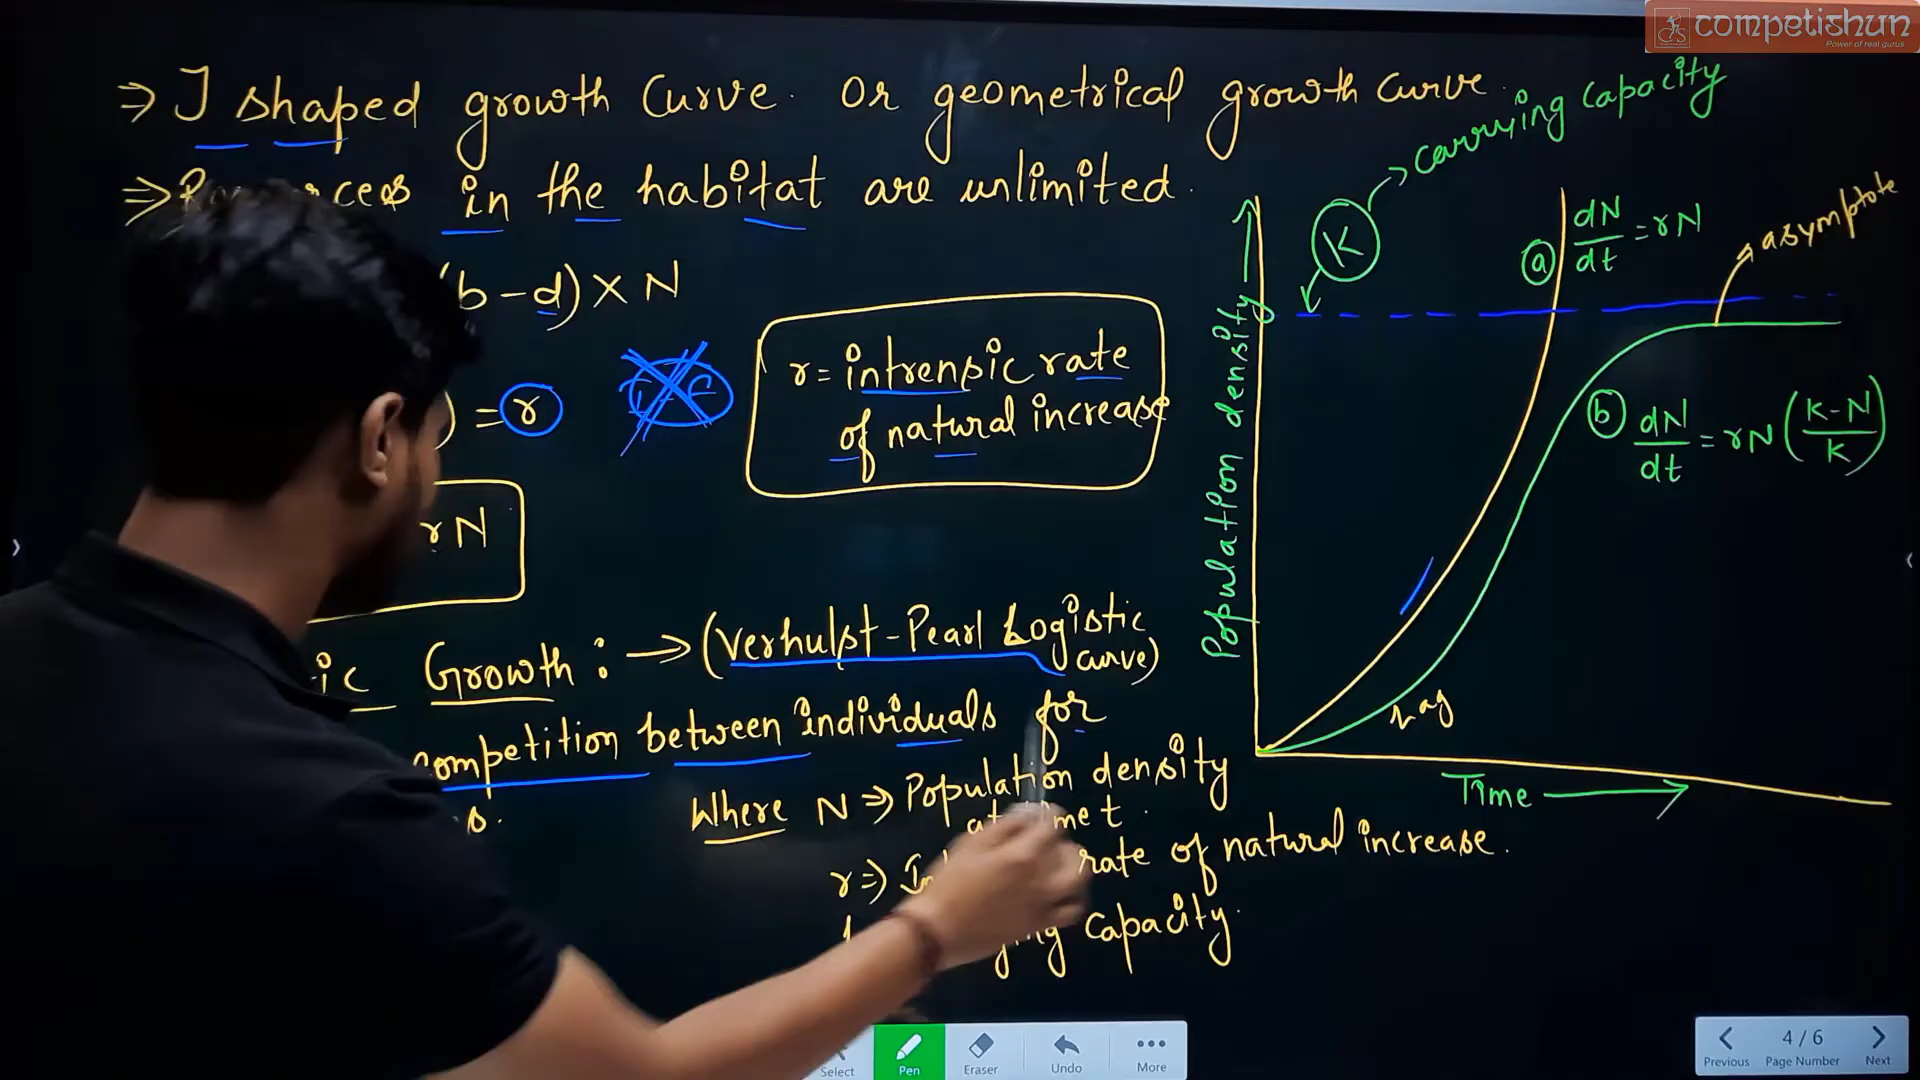 competishun
Power of real gurus
⇒ J shaped growth Curve. Or geometrical growth curve.
⇒ in the habitat are unlimited.
(b-d) × N
) = r
r = intrensic rate
of natural increase
rN
ic Growth : → (Verhulst-Pearl Logistic
curve)
competition between individuals for
s.
Where N ⇒ Population density
at t.
r ⇒ rate of natural increase.
capacity.
carrying capacity
K
ⓐ dN/dt = rN
asymptote
ⓑ dN/dt = rN (K-N/K)
Population density →
Lag
Time →
Select
Pen
Eraser
Undo
More
4 / 6
Previous
Page Number
Next